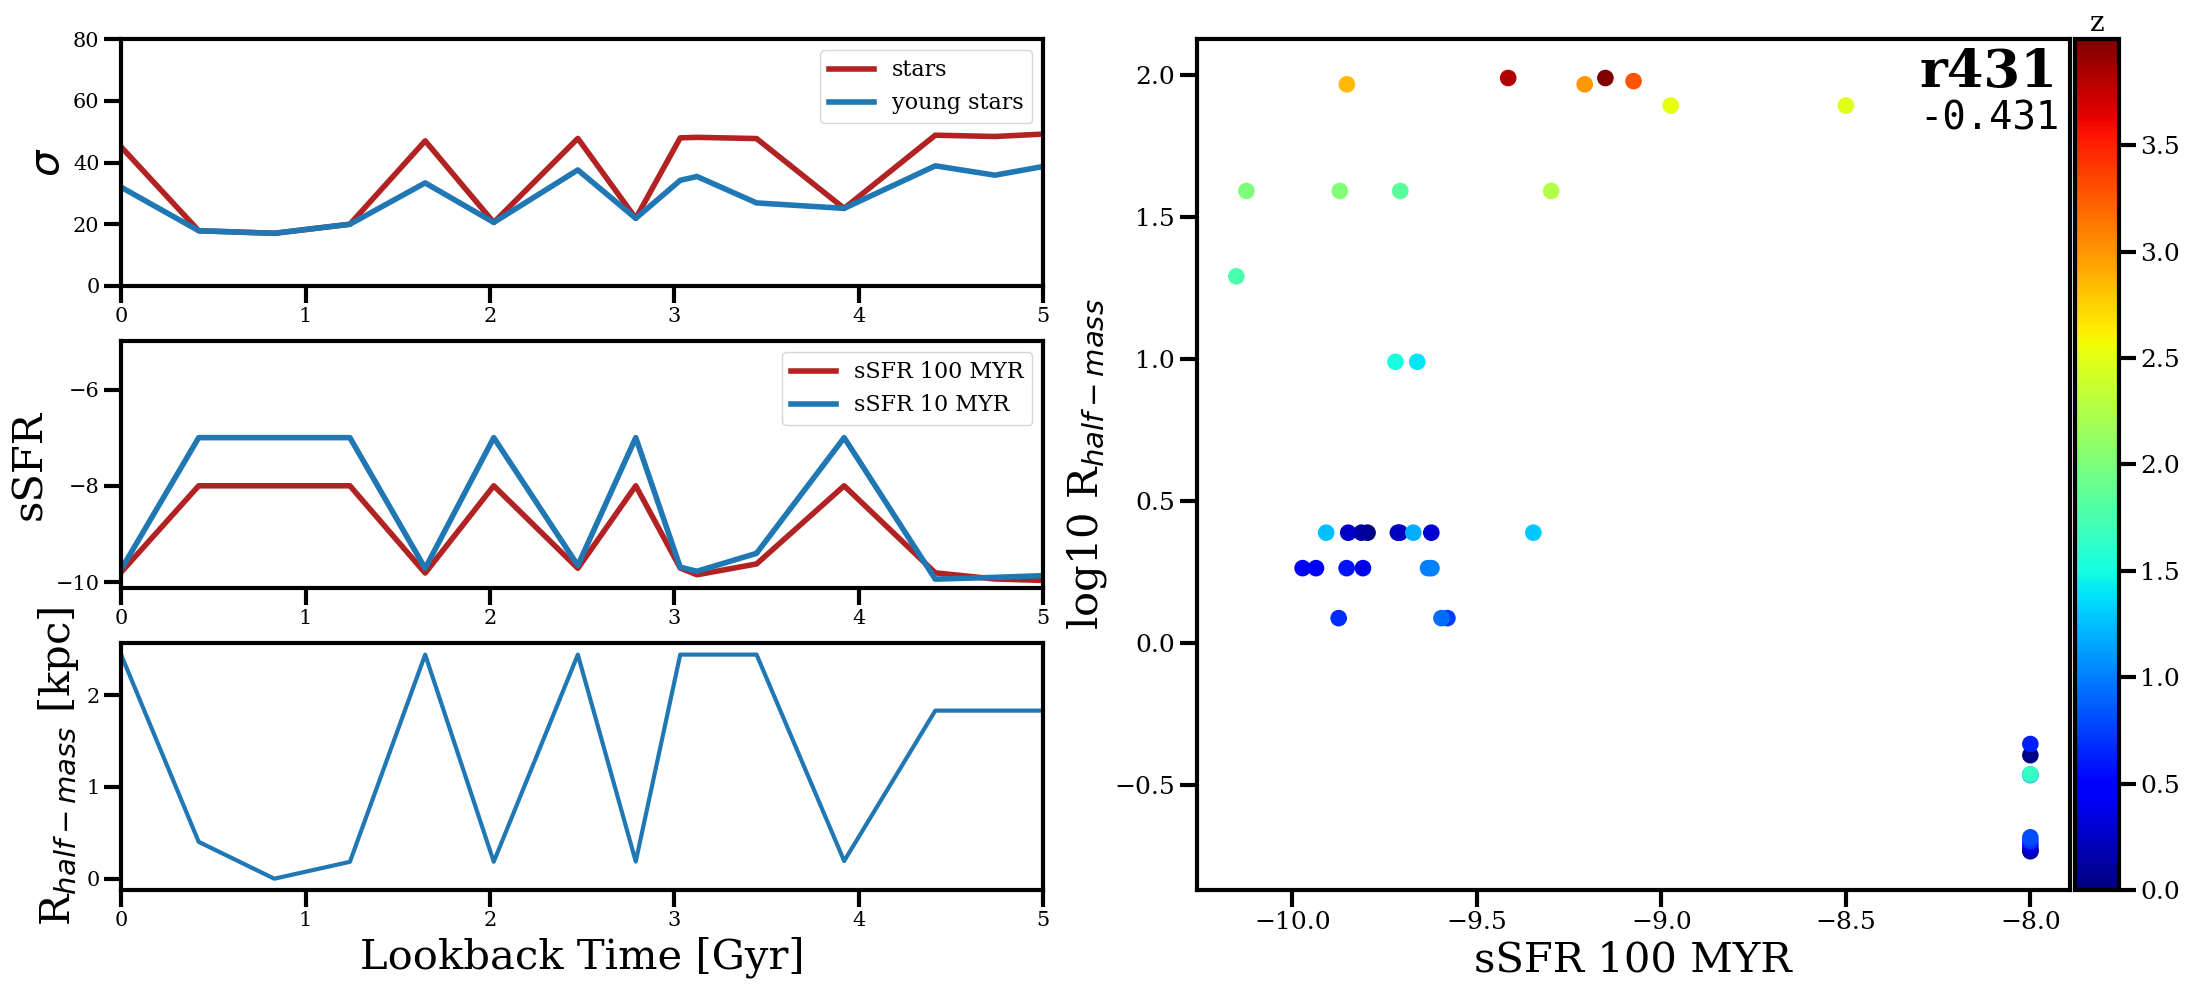 80
60
40
20
0
σ
stars
young stars
0 1 2 3 4 5
−6
−8
−10
sSFR
sSFR 100 MYR
sSFR 10 MYR
0 1 2 3 4 5
2
1
0
R_{half−mass} [kpc]
0 1 2 3 4 5
Lookback Time [Gyr]
2.0
1.5
1.0
0.5
0.0
−0.5
log10 R_{half−mass}
r431
-0.431
−10.0 −9.5 −9.0 −8.5 −8.0
sSFR 100 MYR
z
3.5
3.0
2.5
2.0
1.5
1.0
0.5
0.0